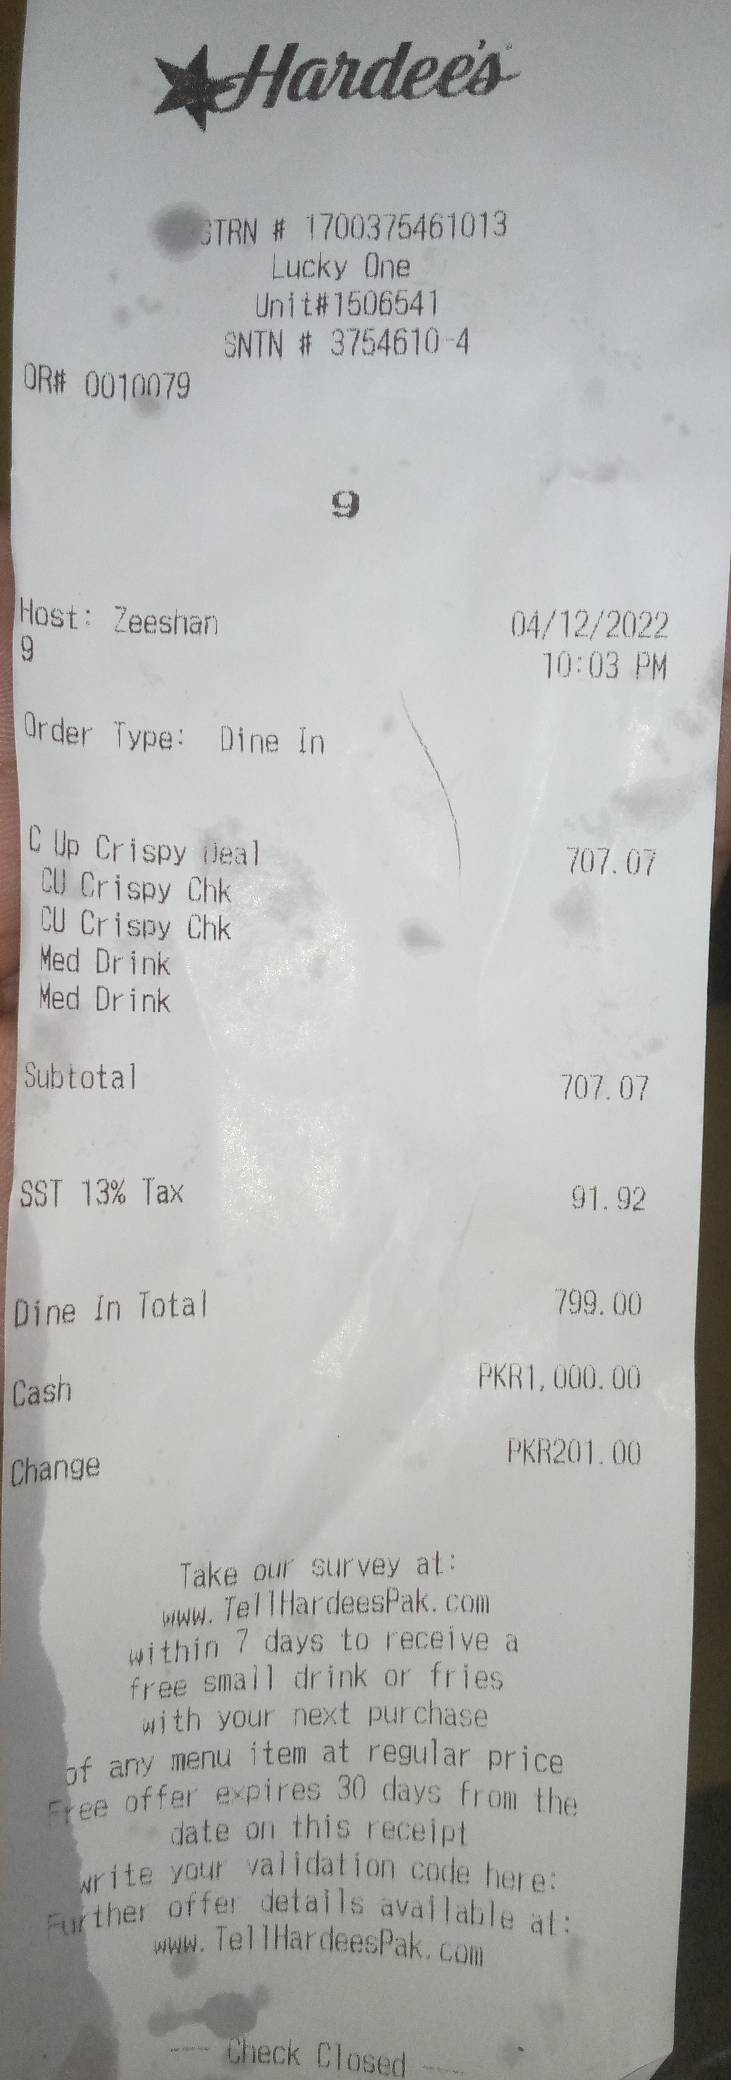 Hardee's
STRN # 1700375461013
Lucky One
Unit#1506541
SNTN # 3754610-4
OR# 0010079
9
Host: Zeeshan 04/12/2022
9 10:03 PM
Order Type: Dine In
C Up Crispy Deal 707.07
CU Crispy Chk
CU Crispy Chk
Med Drink
Med Drink
Subtotal 707.07
SST 13% Tax 91.92
Dine In Total 799.00
Cash PKR1,000.00
Change PKR201.00
Take our survey at:
www.TellHardeesPak.com
within 7 days to receive a
free small drink or fries
with your next purchase
of any menu item at regular price
Free offer expires 30 days from the
date on this receipt
write your validation code here:
Further offer details available at:
www.TellHardeesPak.com
--- Check Closed ---